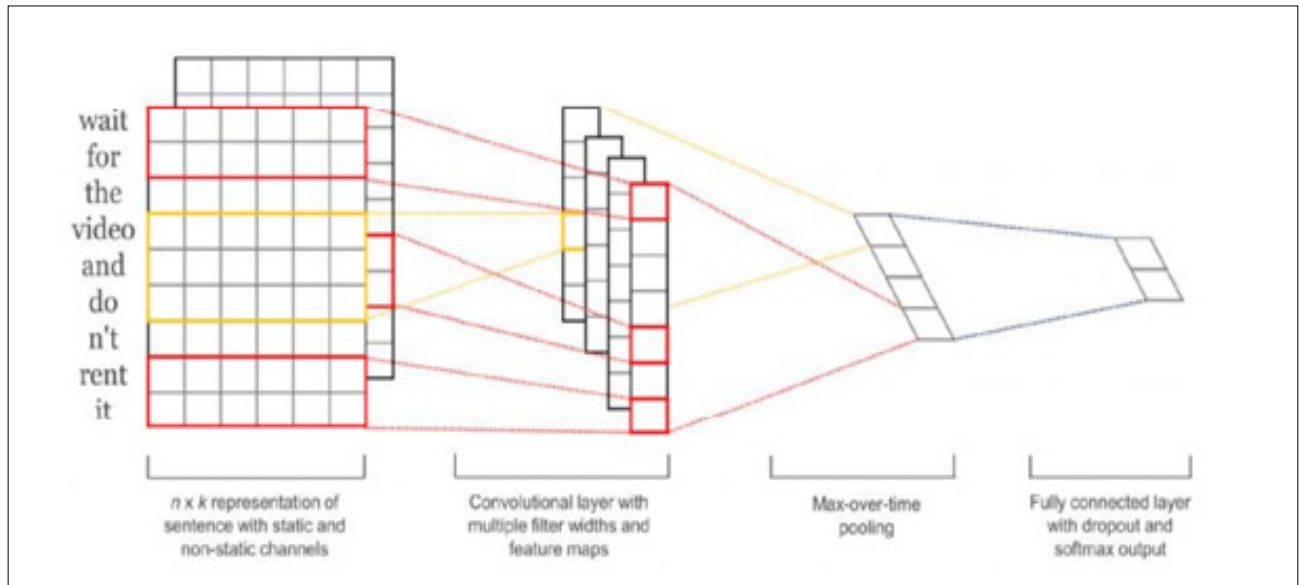 wait
for
the
video
and
do
n't
rent
it
n x k representation of
sentence with static and
non-static channels
Convolutional layer with
multiple filter widths and
feature maps
Max-over-time
pooling
Fully connected layer
with dropout and
softmax output